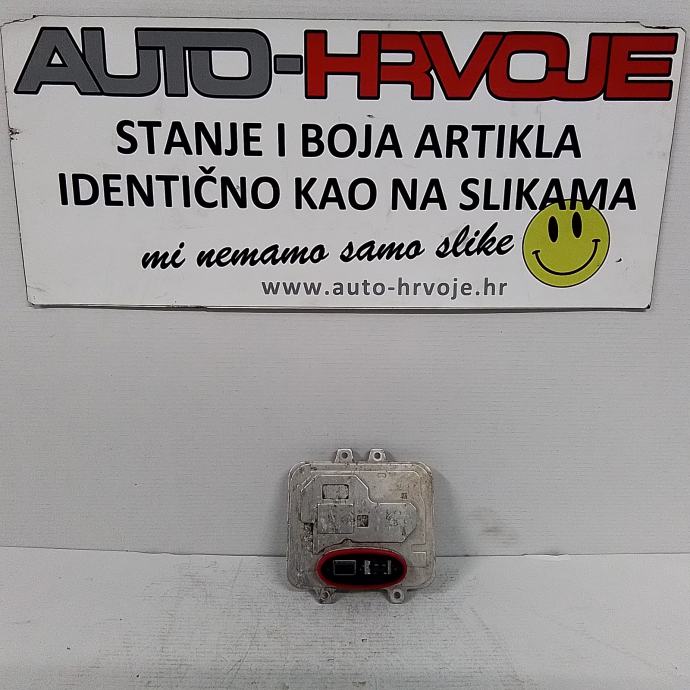 AUTO-HRVOJE
STANJE I BOJA ARTIKLA
IDENTIČNO KAO NA SLIKAMA
mi nemamo samo slike
www.auto-hrvoje.hr